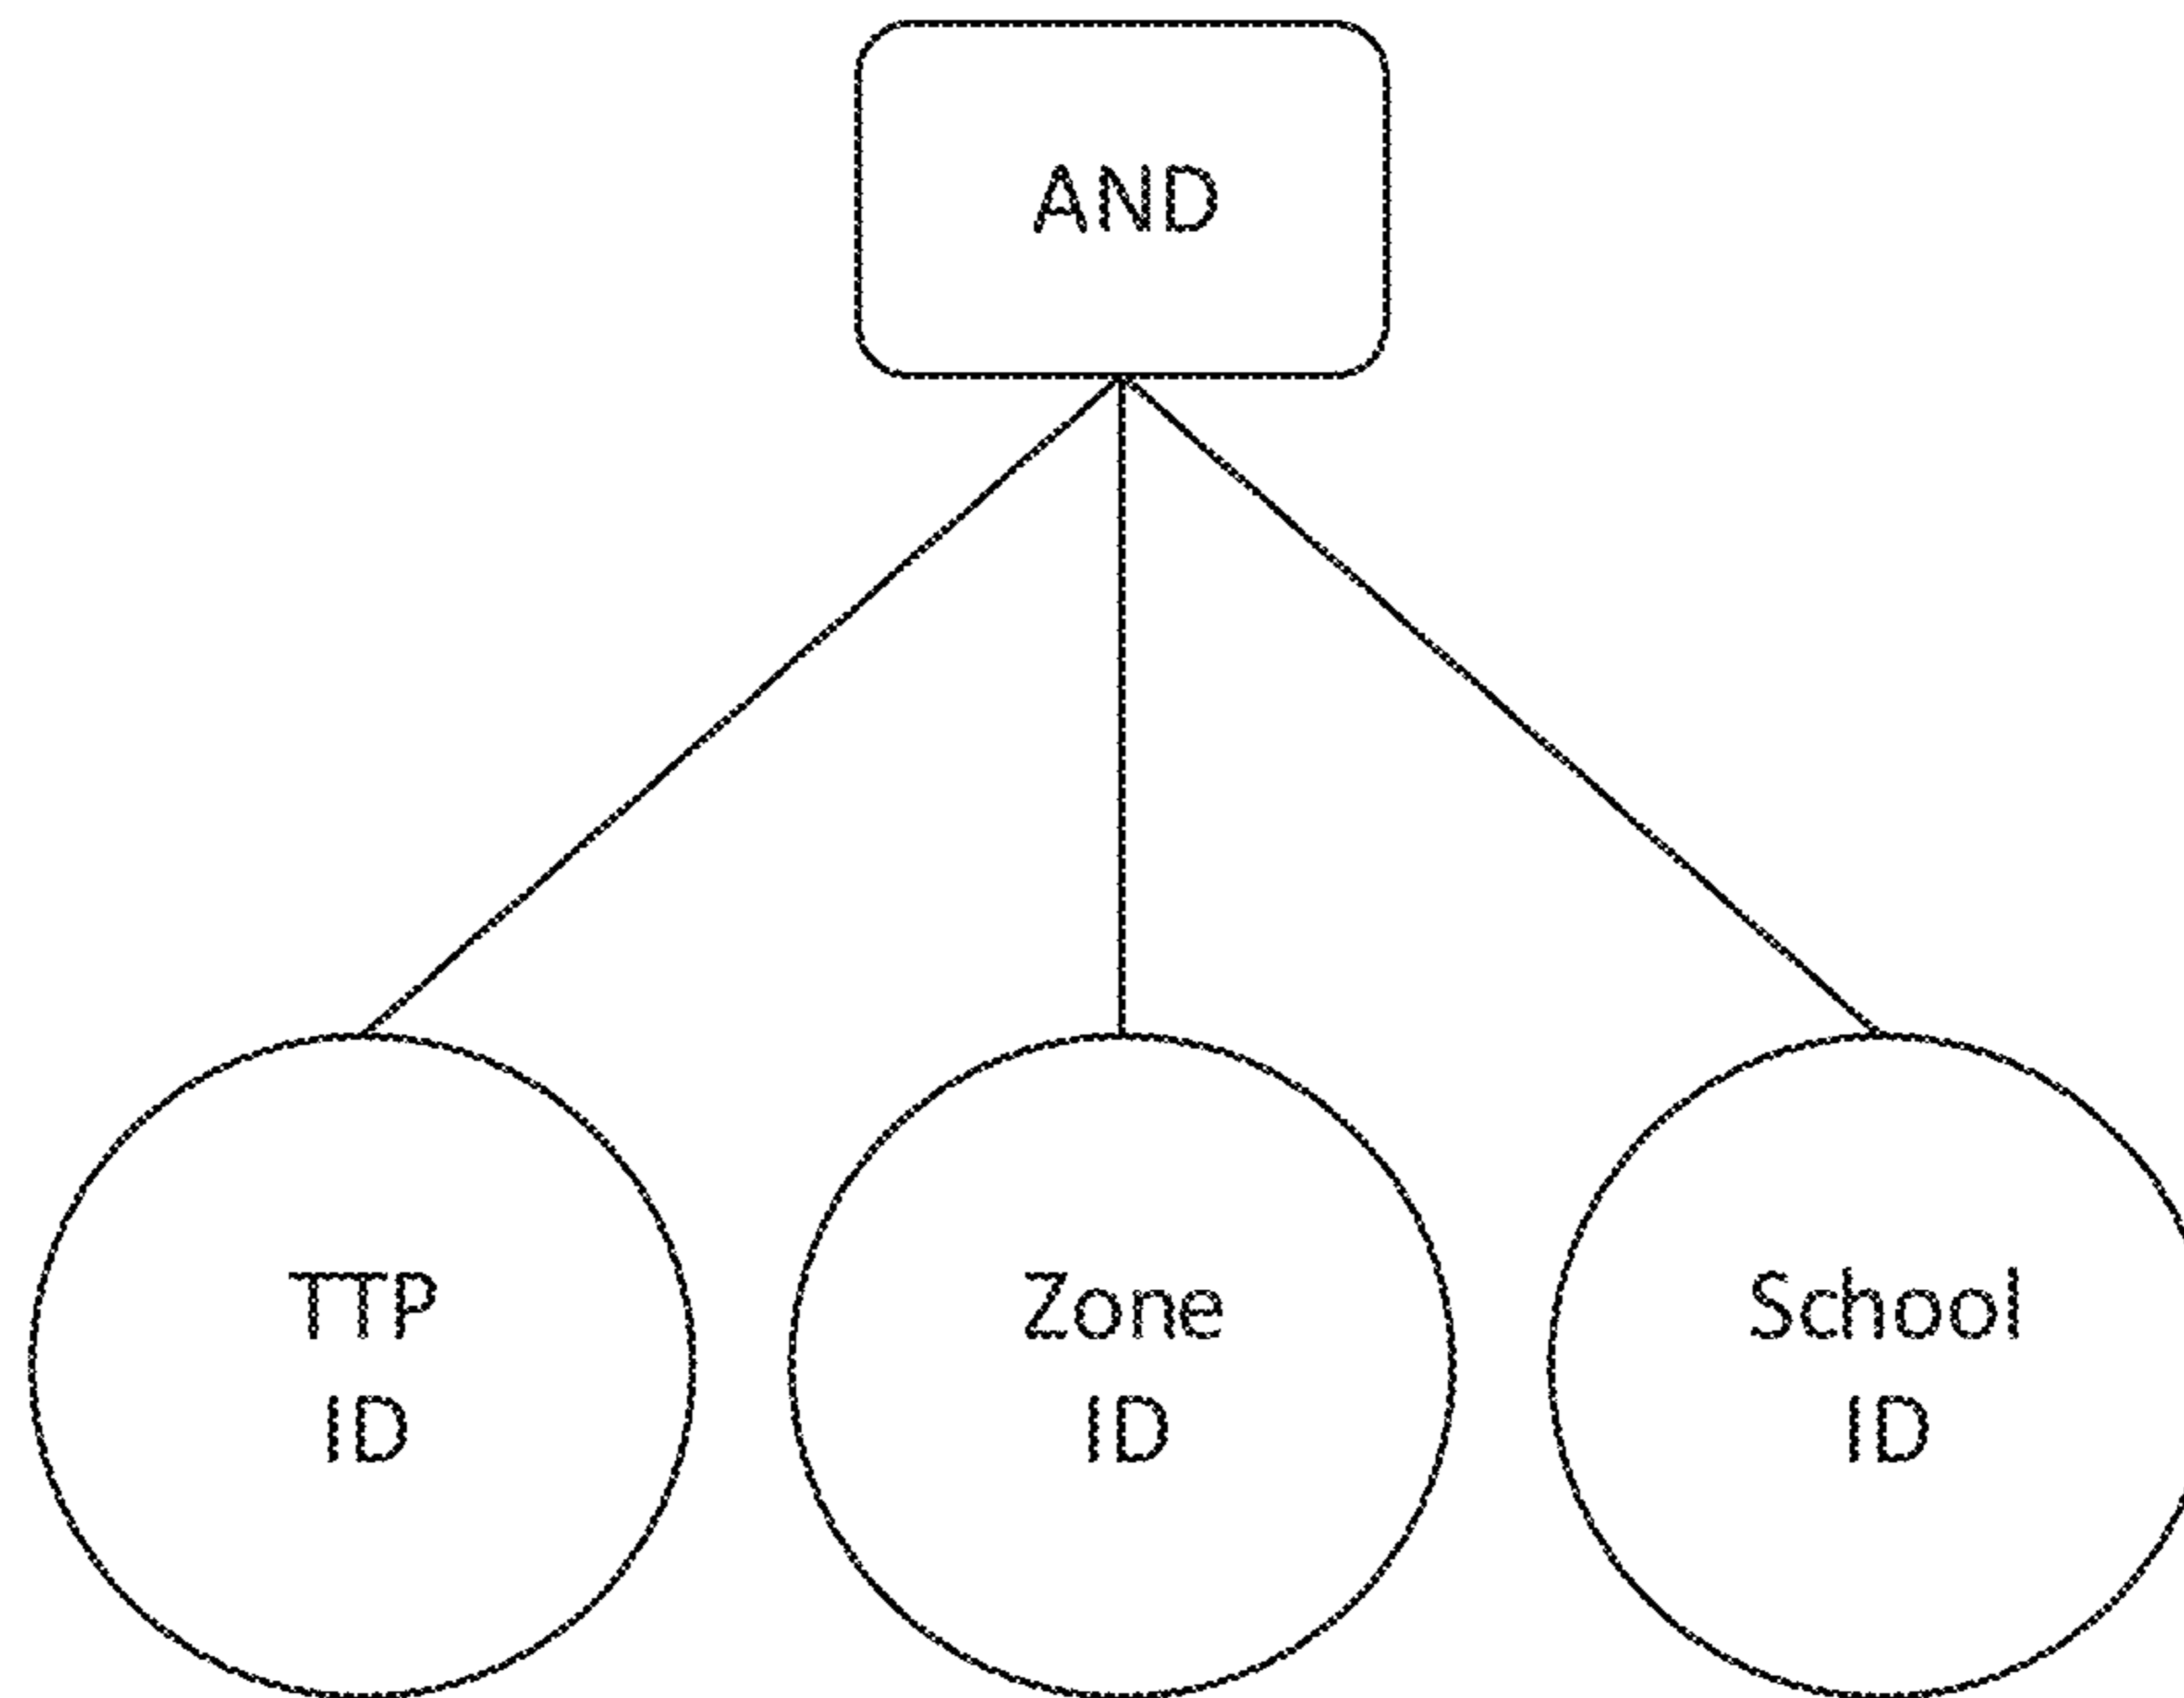 AND
TTP
ID
Zone
ID
School
ID